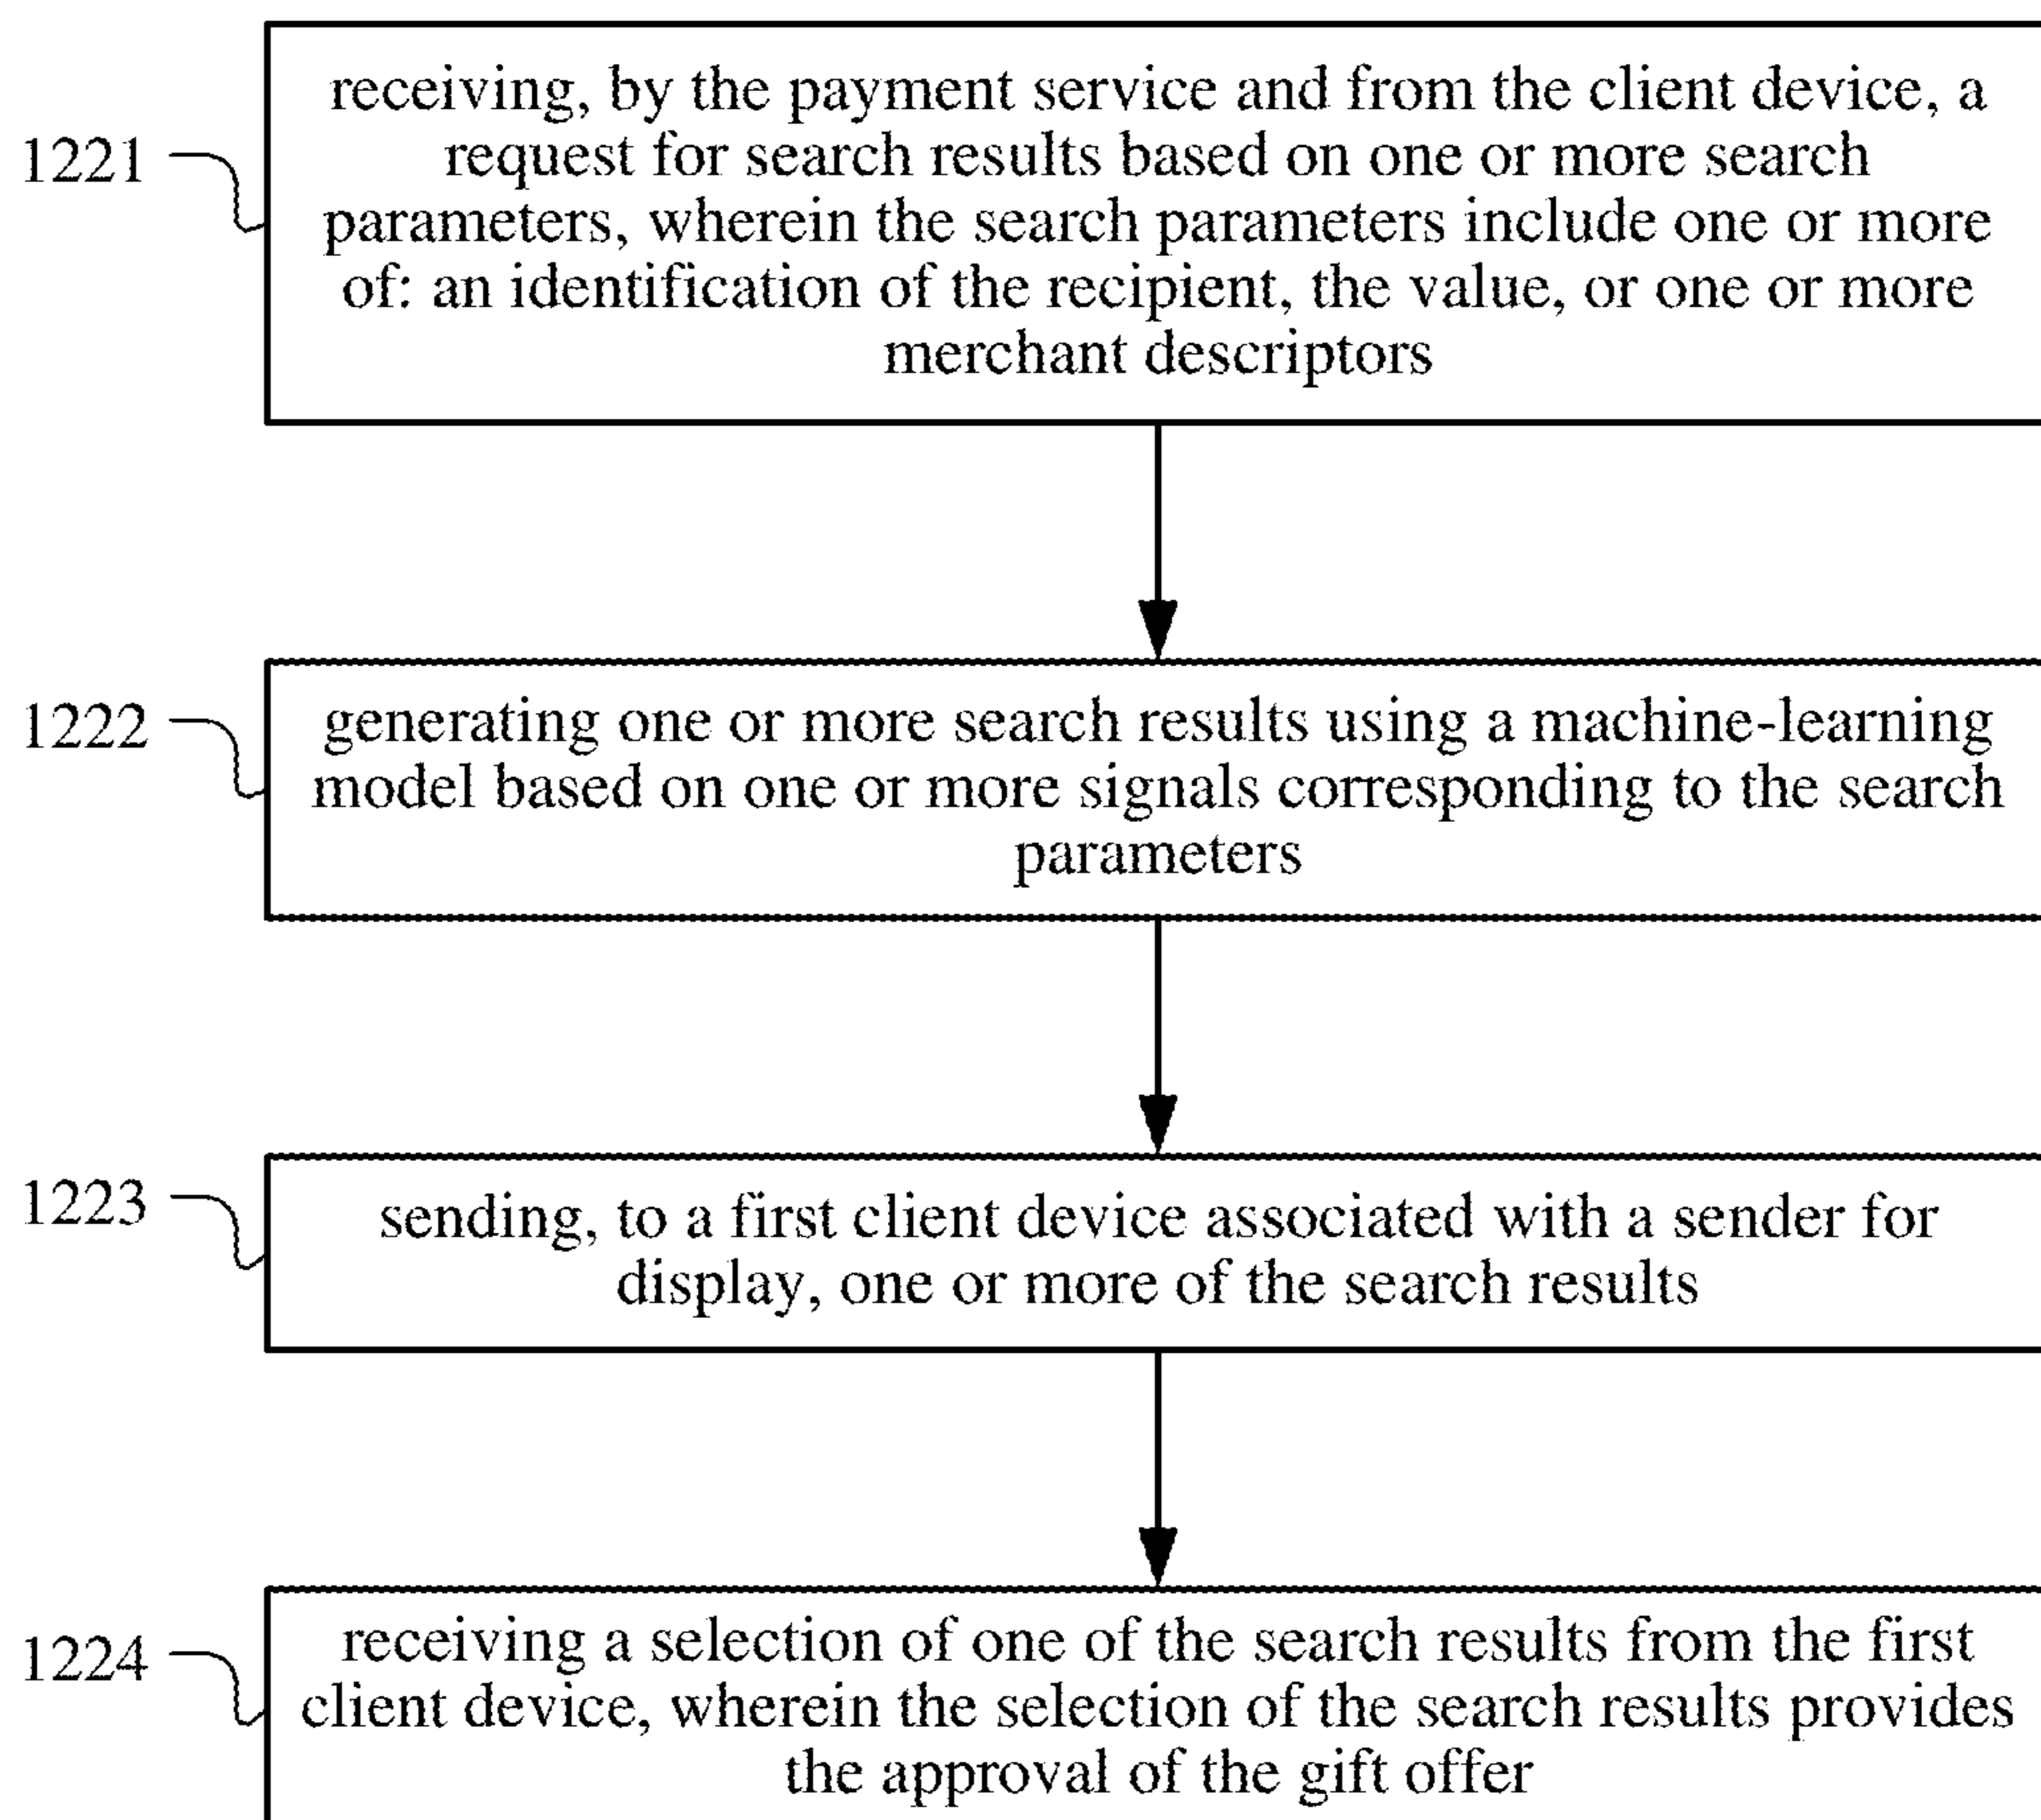 1221
receiving, by the payment service and from the client device, a
request for search results based on one or more search
parameters, wherein the search parameters include one or more
of: an identification of the recipient, the value, or one or more
merchant descriptors
1222
generating one or more search results using a machine-learning
model based on one or more signals corresponding to the search
parameters
1223
sending, to a first client device associated with a sender for
display, one or more of the search results
1224
receiving a selection of one of the search results from the first
client device, wherein the selection of the search results provides
the approval of the gift offer